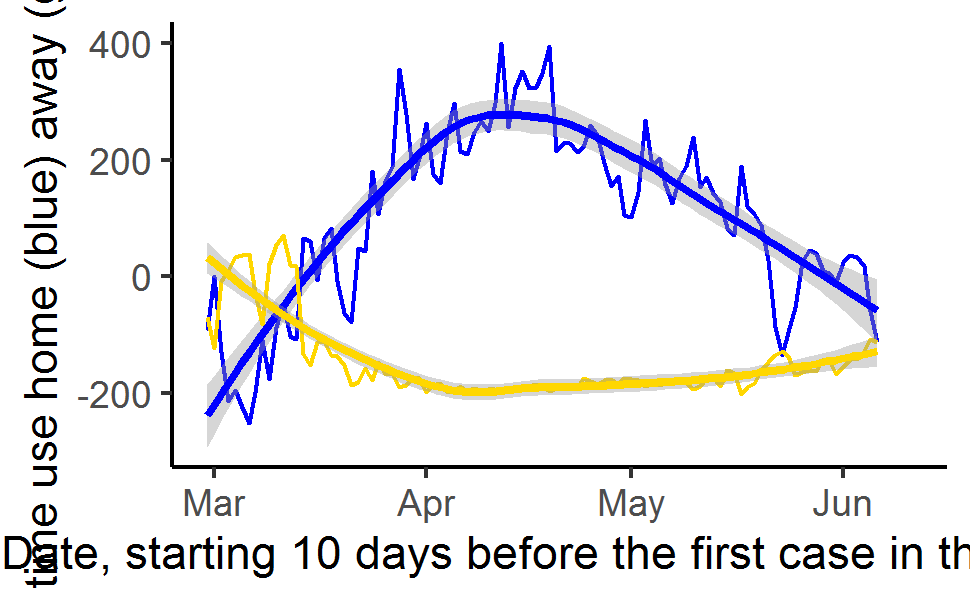 time use home (blue) away (
400
200
0
-200
Mar Apr May Jun
Date, starting 10 days before the first case in th